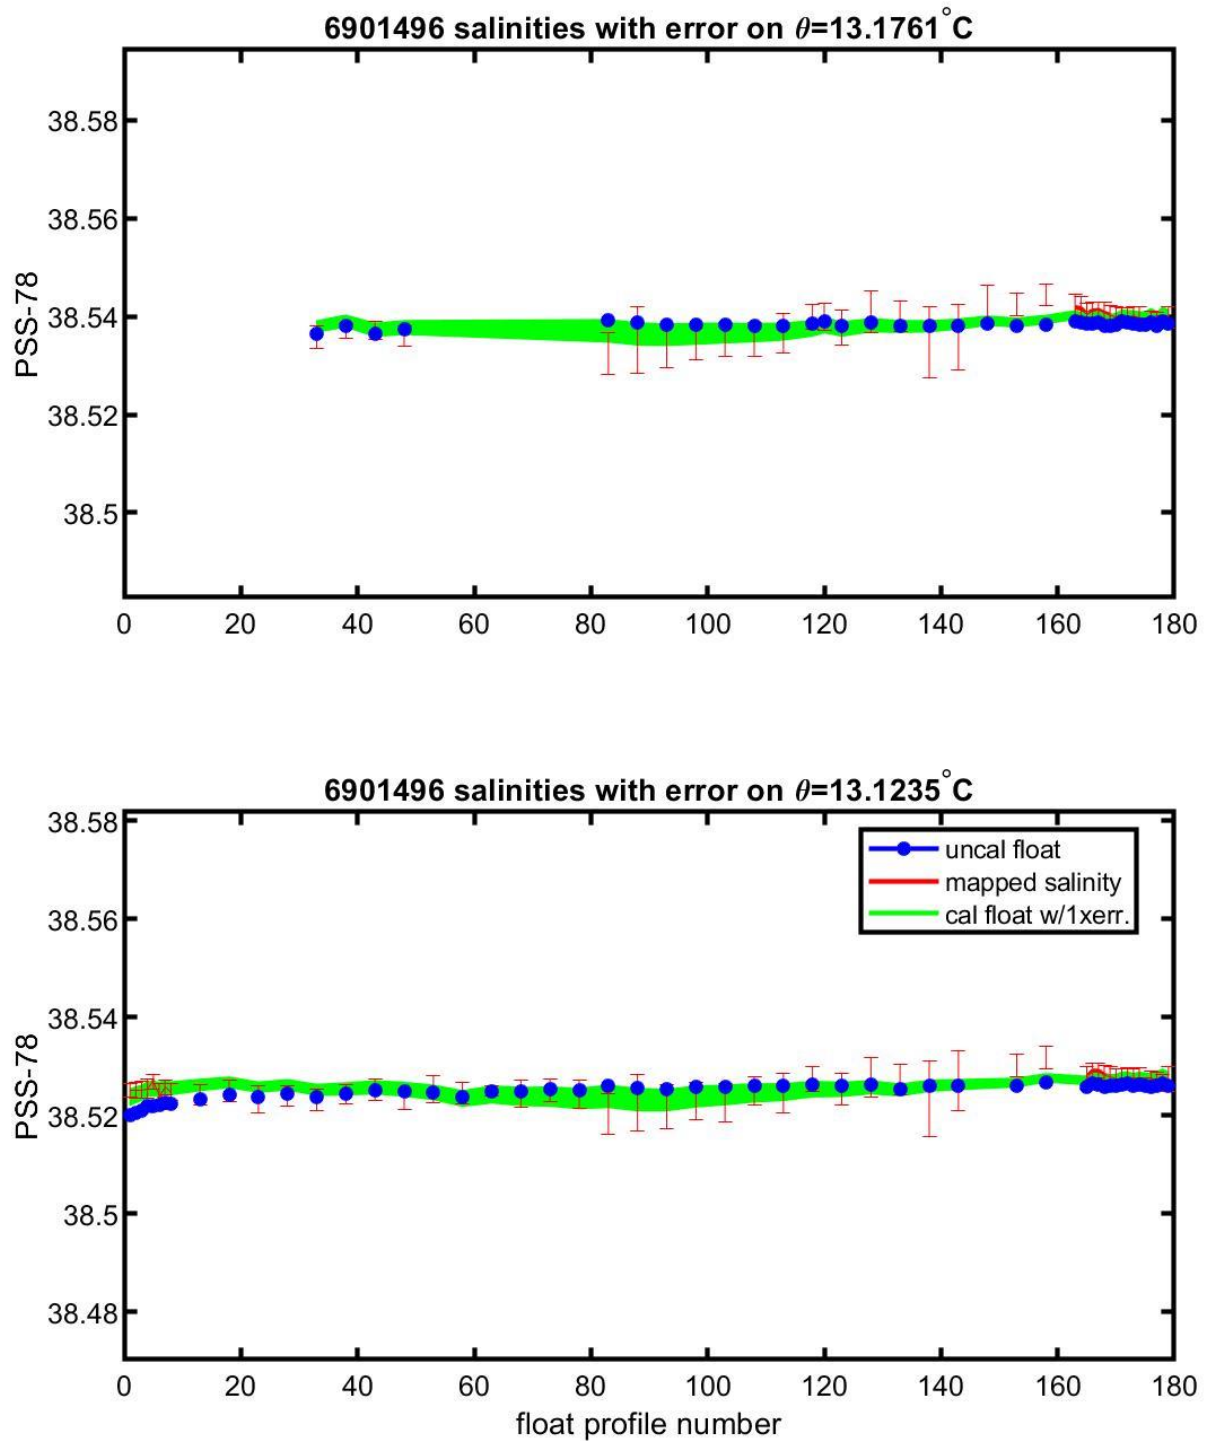 6901496 salinities with error on θ=13.1761°C
PSS-78
38.58
38.56
38.54
38.52
38.5
0 20 40 60 80 100 120 140 160 180
6901496 salinities with error on θ=13.1235°C
PSS-78
38.58
38.56
38.54
38.52
38.5
38.48
uncal float
mapped salinity
cal float w/1xerr.
0 20 40 60 80 100 120 140 160 180
float profile number